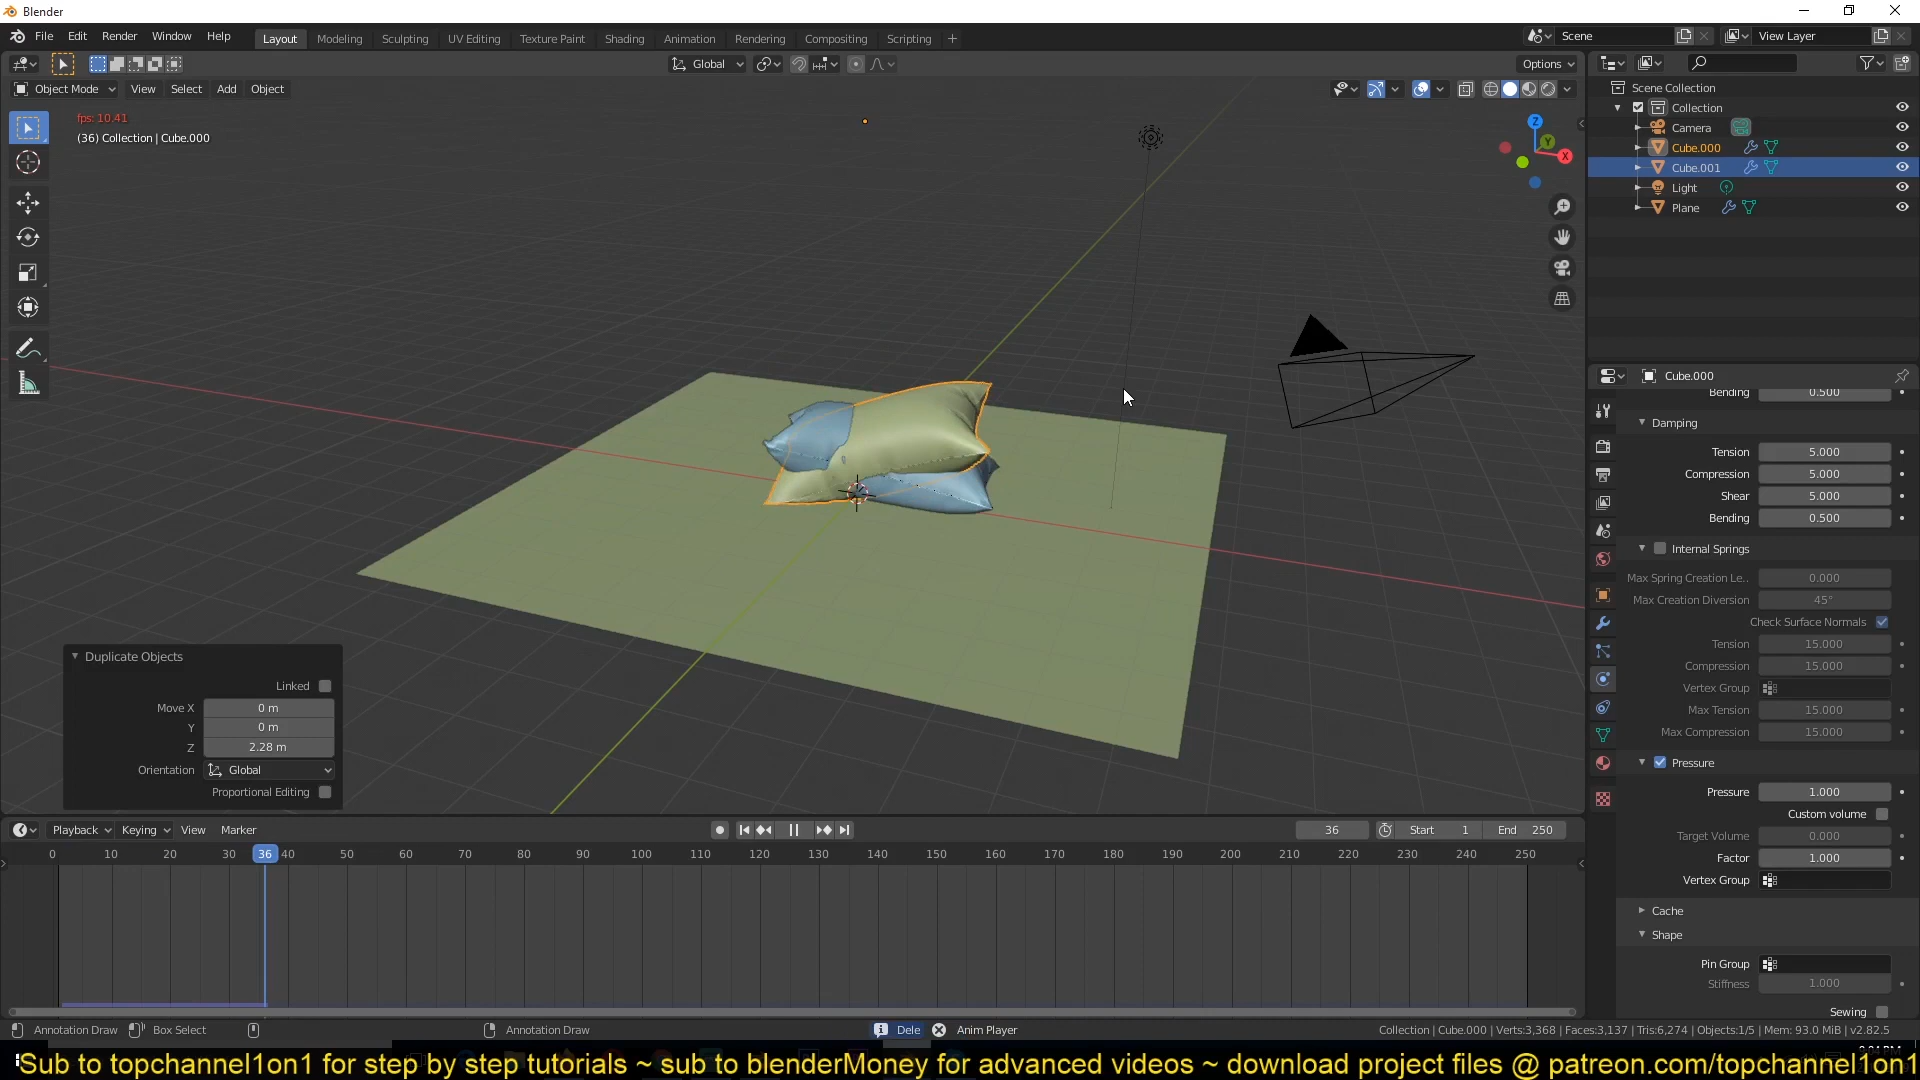 Blender
File Edit Render Window Help Layout Modeling Sculpting UV Editing Texture Paint Shading Animation Rendering Compositing Scripting + Scene View Layer
Global Options
Object Mode View Select Add Object
fps: 10.41
(36) Collection | Cube.000
Z
Y
X
Scene Collection
Collection
Camera
Cube.000
Cube.001
Light
Plane
Cube.000
Bending 0.500
Damping
Tension 5.000
Compression 5.000
Shear 5.000
Bending 0.500
Internal Springs
Max Spring Creation Le.. 0.000
Max Creation Diversion 45°
Check Surface Normals
Tension 15.000
Compression 15.000
Vertex Group
Max Tension 15.000
Max Compression 15.000
Pressure
Pressure 1.000
Custom volume
Target Volume 0.000
Factor 1.000
Vertex Group
Cache
Shape
Pin Group
Stiffness 1.000
Sewing
Duplicate Objects
Linked
Move X 0 m
Y 0 m
Z 2.28 m
Orientation Global
Proportional Editing
Playback Keying View Marker 36 Start 1 End 250
0 10 20 30 36 40 50 60 70 80 90 100 110 120 130 140 150 160 170 180 190 200 210 220 230 240 250
Annotation Draw Box Select Annotation Draw Dele Anim Player Collection | Cube.000 | Verts:3,368 | Faces:3,137 | Tris:6,274 | Objects:1/5 | Mem: 93.0 MiB | v2.82.5
Sub to topchannel1on1 for step by step tutorials ~ sub to blenderMoney for advanced videos ~ download project files @ patreon.com/topchannel1on1